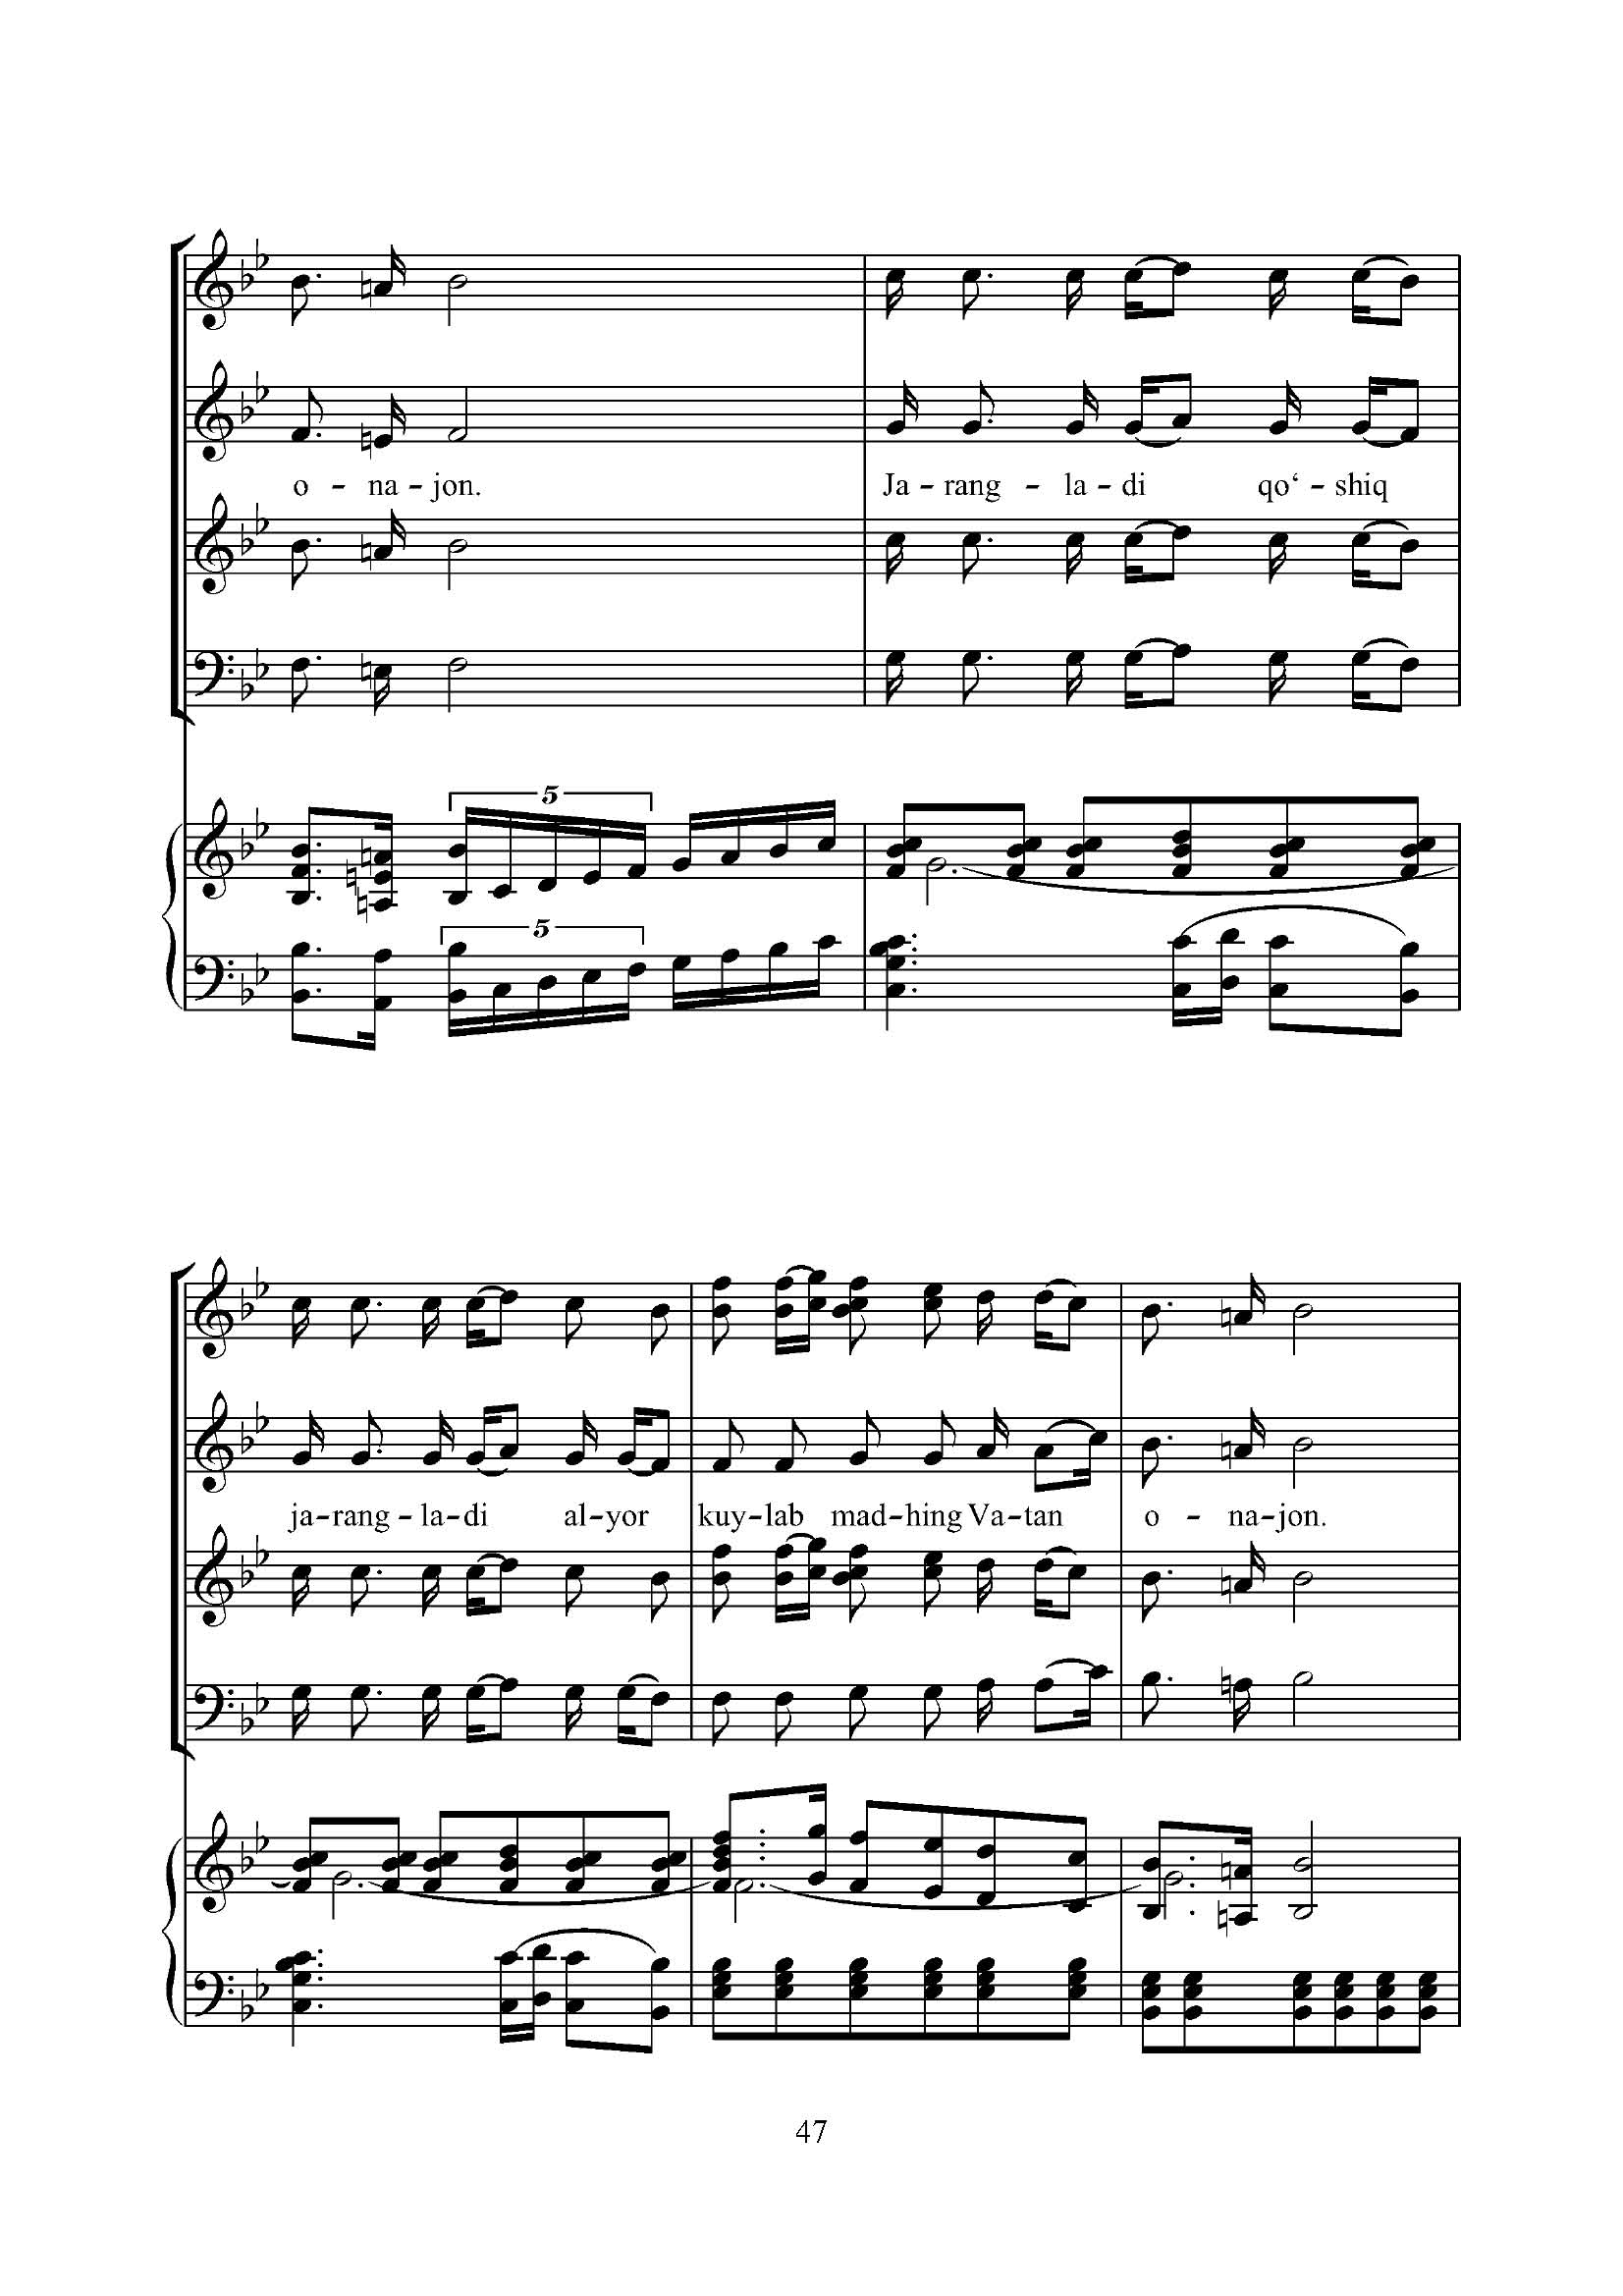 o - na - jon. Ja - rang - la - di qo‘ - shiq
5
5
ja - rang - la - di al - yor kuy - lab mad - hing Va - tan o - na - jon.
47